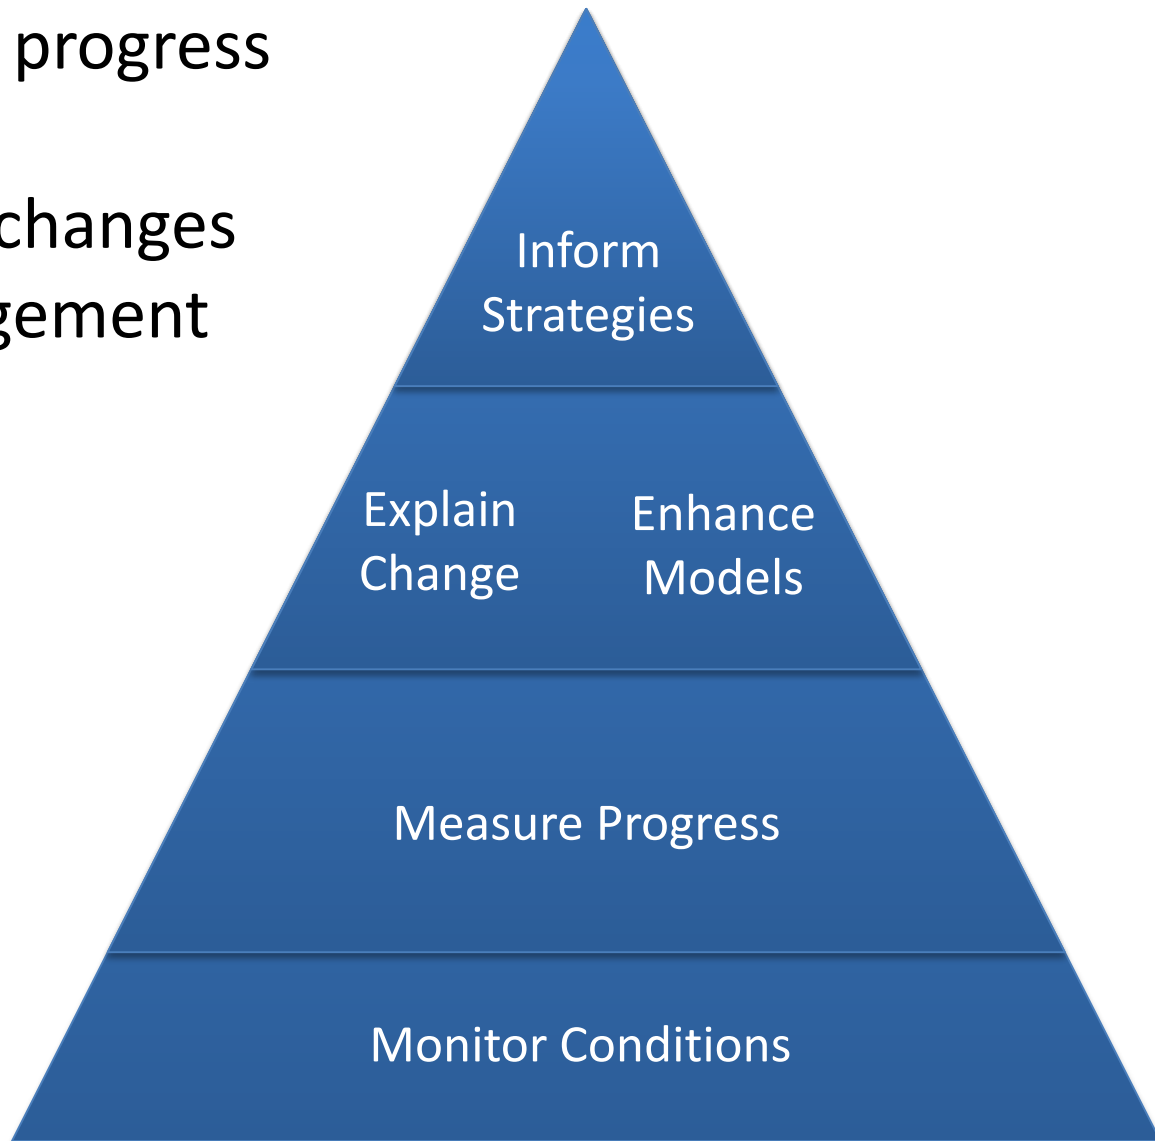 progress
changes
gement
Inform
Strategies
Explain
Change
Enhance
Models
Measure Progress
Monitor Conditions